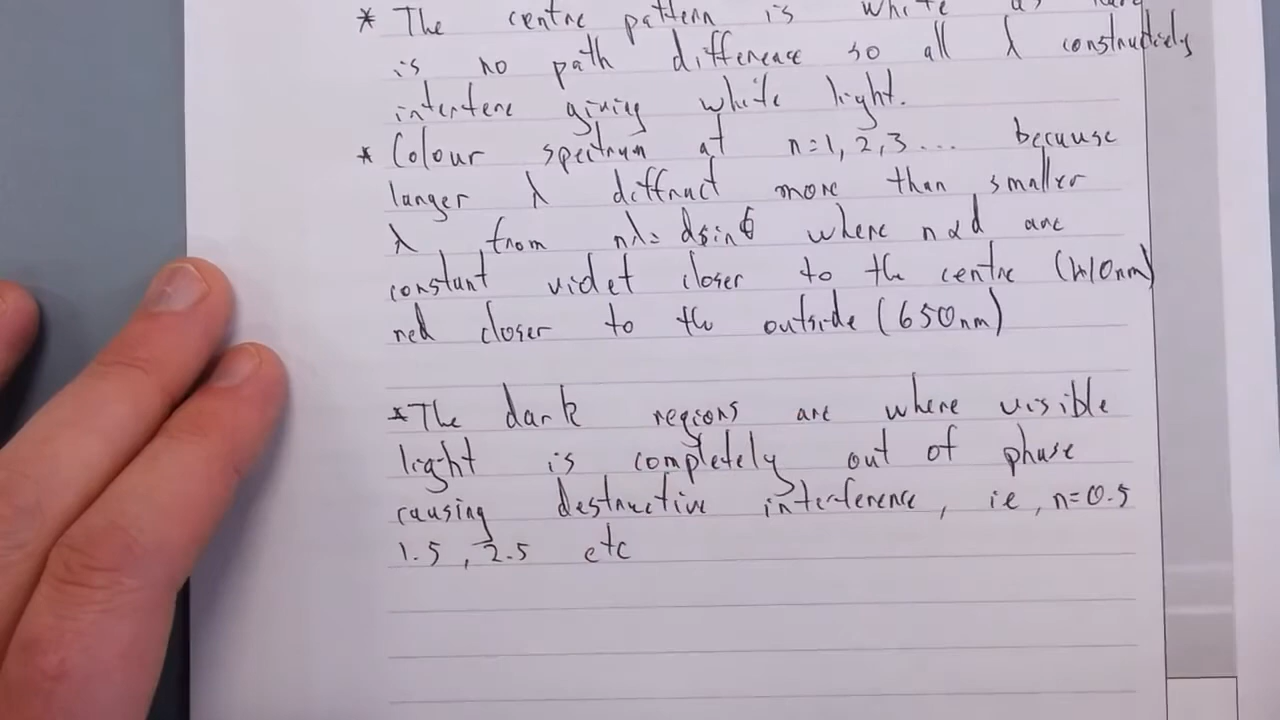 * The centre pattern is white as
is no path difference so all λ constructively
interfere giving white light.
* Colour spectrum at n=1, 2, 3 ... because
larger λ diffract more than smaller
λ from nλ= dsinθ where n & d are
constant violet closer to the centre (410nm)
red closer to the outside (650nm)
*The dark regions are where visible
light is completely out of phase
causing destructive interference, ie, n=0.5
1.5, 2.5 etc